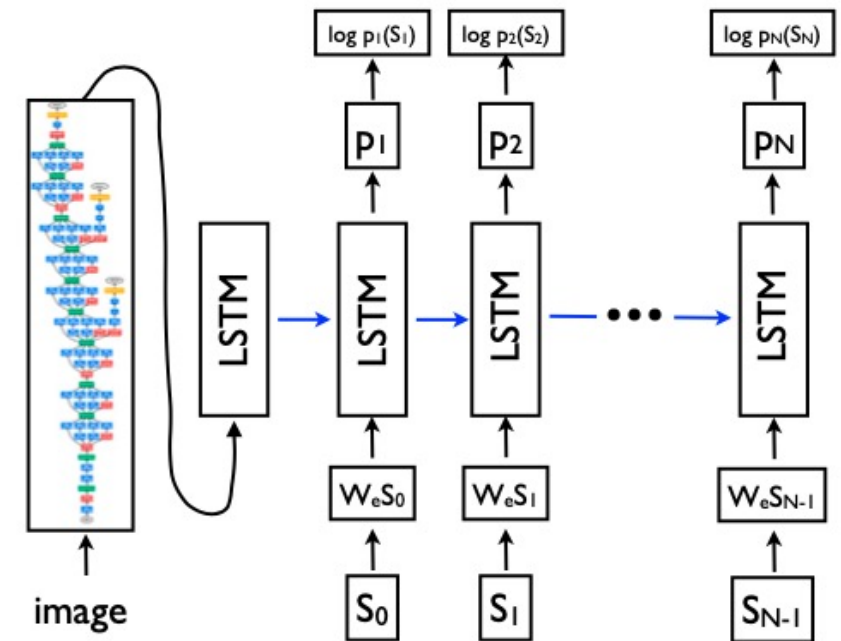 log p₁(S₁) log p₂(S₂) log pN(SN)
p₁ p₂ pN
LSTM LSTM LSTM ••• LSTM
WₑS₀ WₑS₁ WₑSN-1
image S₀ S₁ SN-1